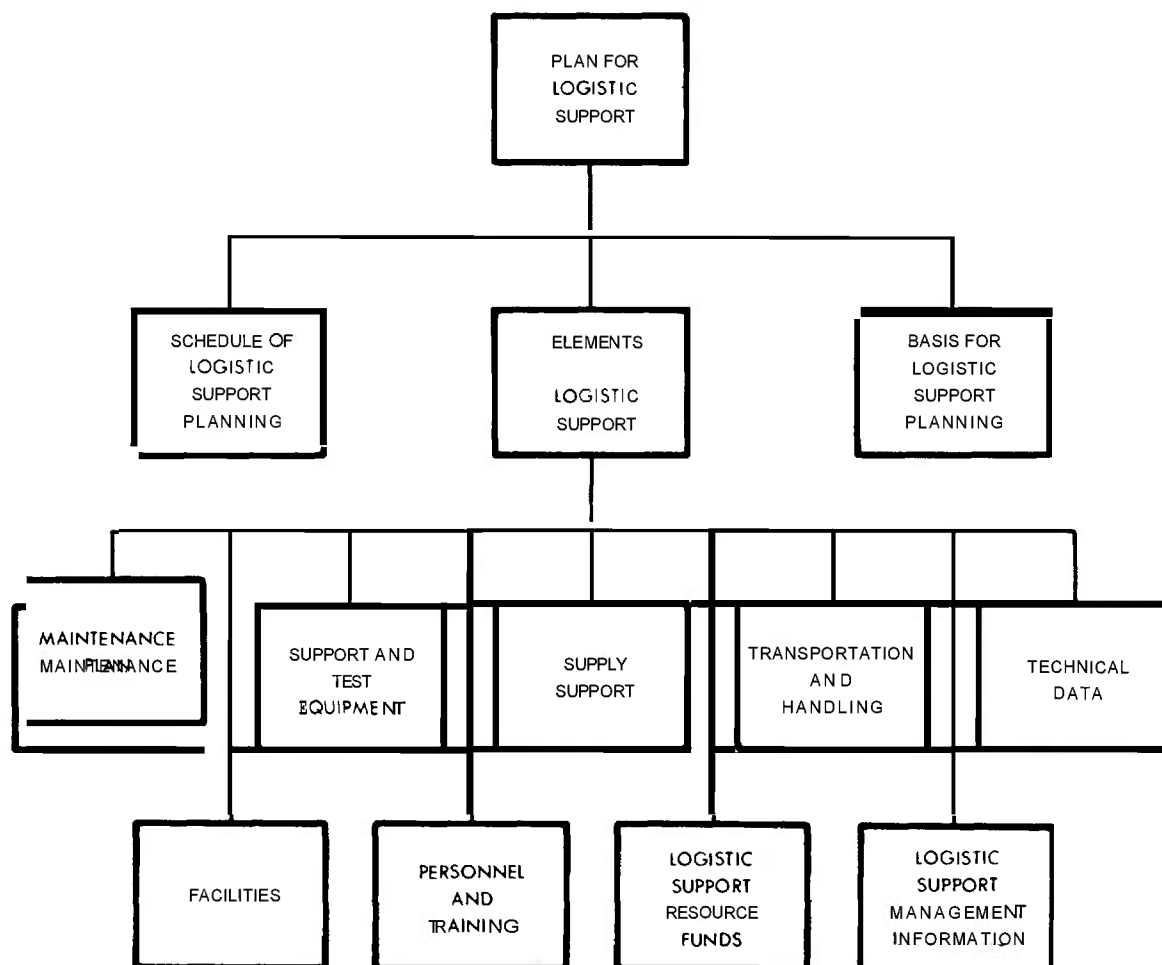 PLAN FOR
LOGISTIC
SUPPORT
SCHEDULE OF
LOGISTIC
SUPPORT
PLANNING
ELEMENTS
LOGISTIC
SUPPORT
BASIS FOR
LOGISTIC
SUPPORT
PLANNING
MAINTENANCE
PLAN
MAINTENANCE
SUPPORT AND
TEST
EQUIPMENT
SUPPLY
SUPPORT
TRANSPORTATION
AND
HANDLING
TECHNICAL
DATA
FACILITIES
PERSONNEL
AND
TRAINING
LOGISTIC
SUPPORT
RESOURCE
FUNDS
LOGISTIC
SUPPORT
MANAGEMENT
INFORMATION